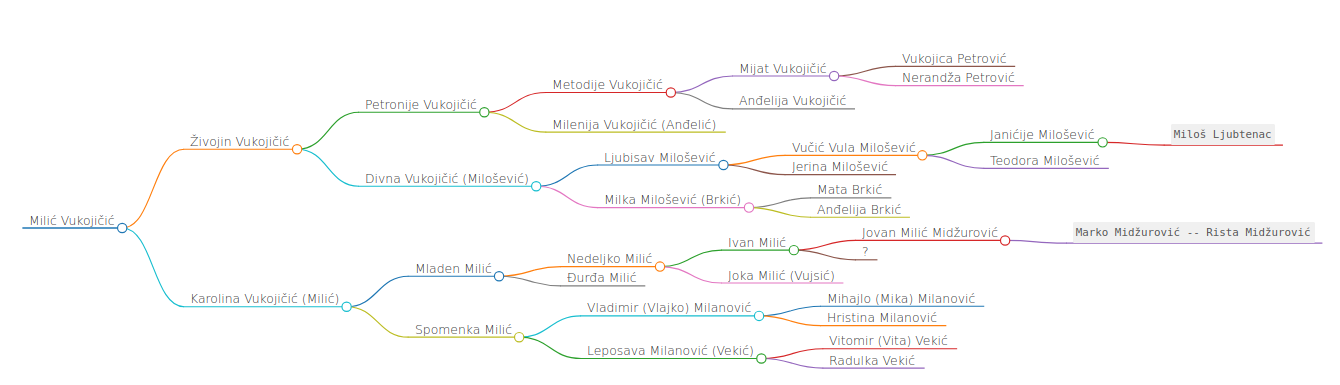 Vukojica Petrović
Mijat Vukojičić
Nerandža Petrović
Metodije Vukojičić
Petronije Vukojičić
Anđelija Vukojičić
Milenija Vukojičić (Anđelić)
Miloš Ljubtenac
Janićije Milošević
Živojin Vukojičić
Vučić Vula Milošević
Ljubisav Milošević
Teodora Milošević
Jerina Milošević
Divna Vukojičić (Milošević)
Mata Brkić
Milka Milošević (Brkić)
Anđelija Brkić
Milić Vukojičić
Jovan Milić Midžurović
Marko Midžurović -- Rista Midžurović
Ivan Milić
?
Nedeljko Milić
Mladen Milić
Joka Milić (Vujsić)
Đurđa Milić
Karolina Vukojičić (Milić)
Mihajlo (Mika) Milanović
Vladimir (Vlajko) Milanović
Hristina Milanović
Spomenka Milić
Vitomir (Vita) Vekić
Leposava Milanović (Vekić)
Radulka Vekić